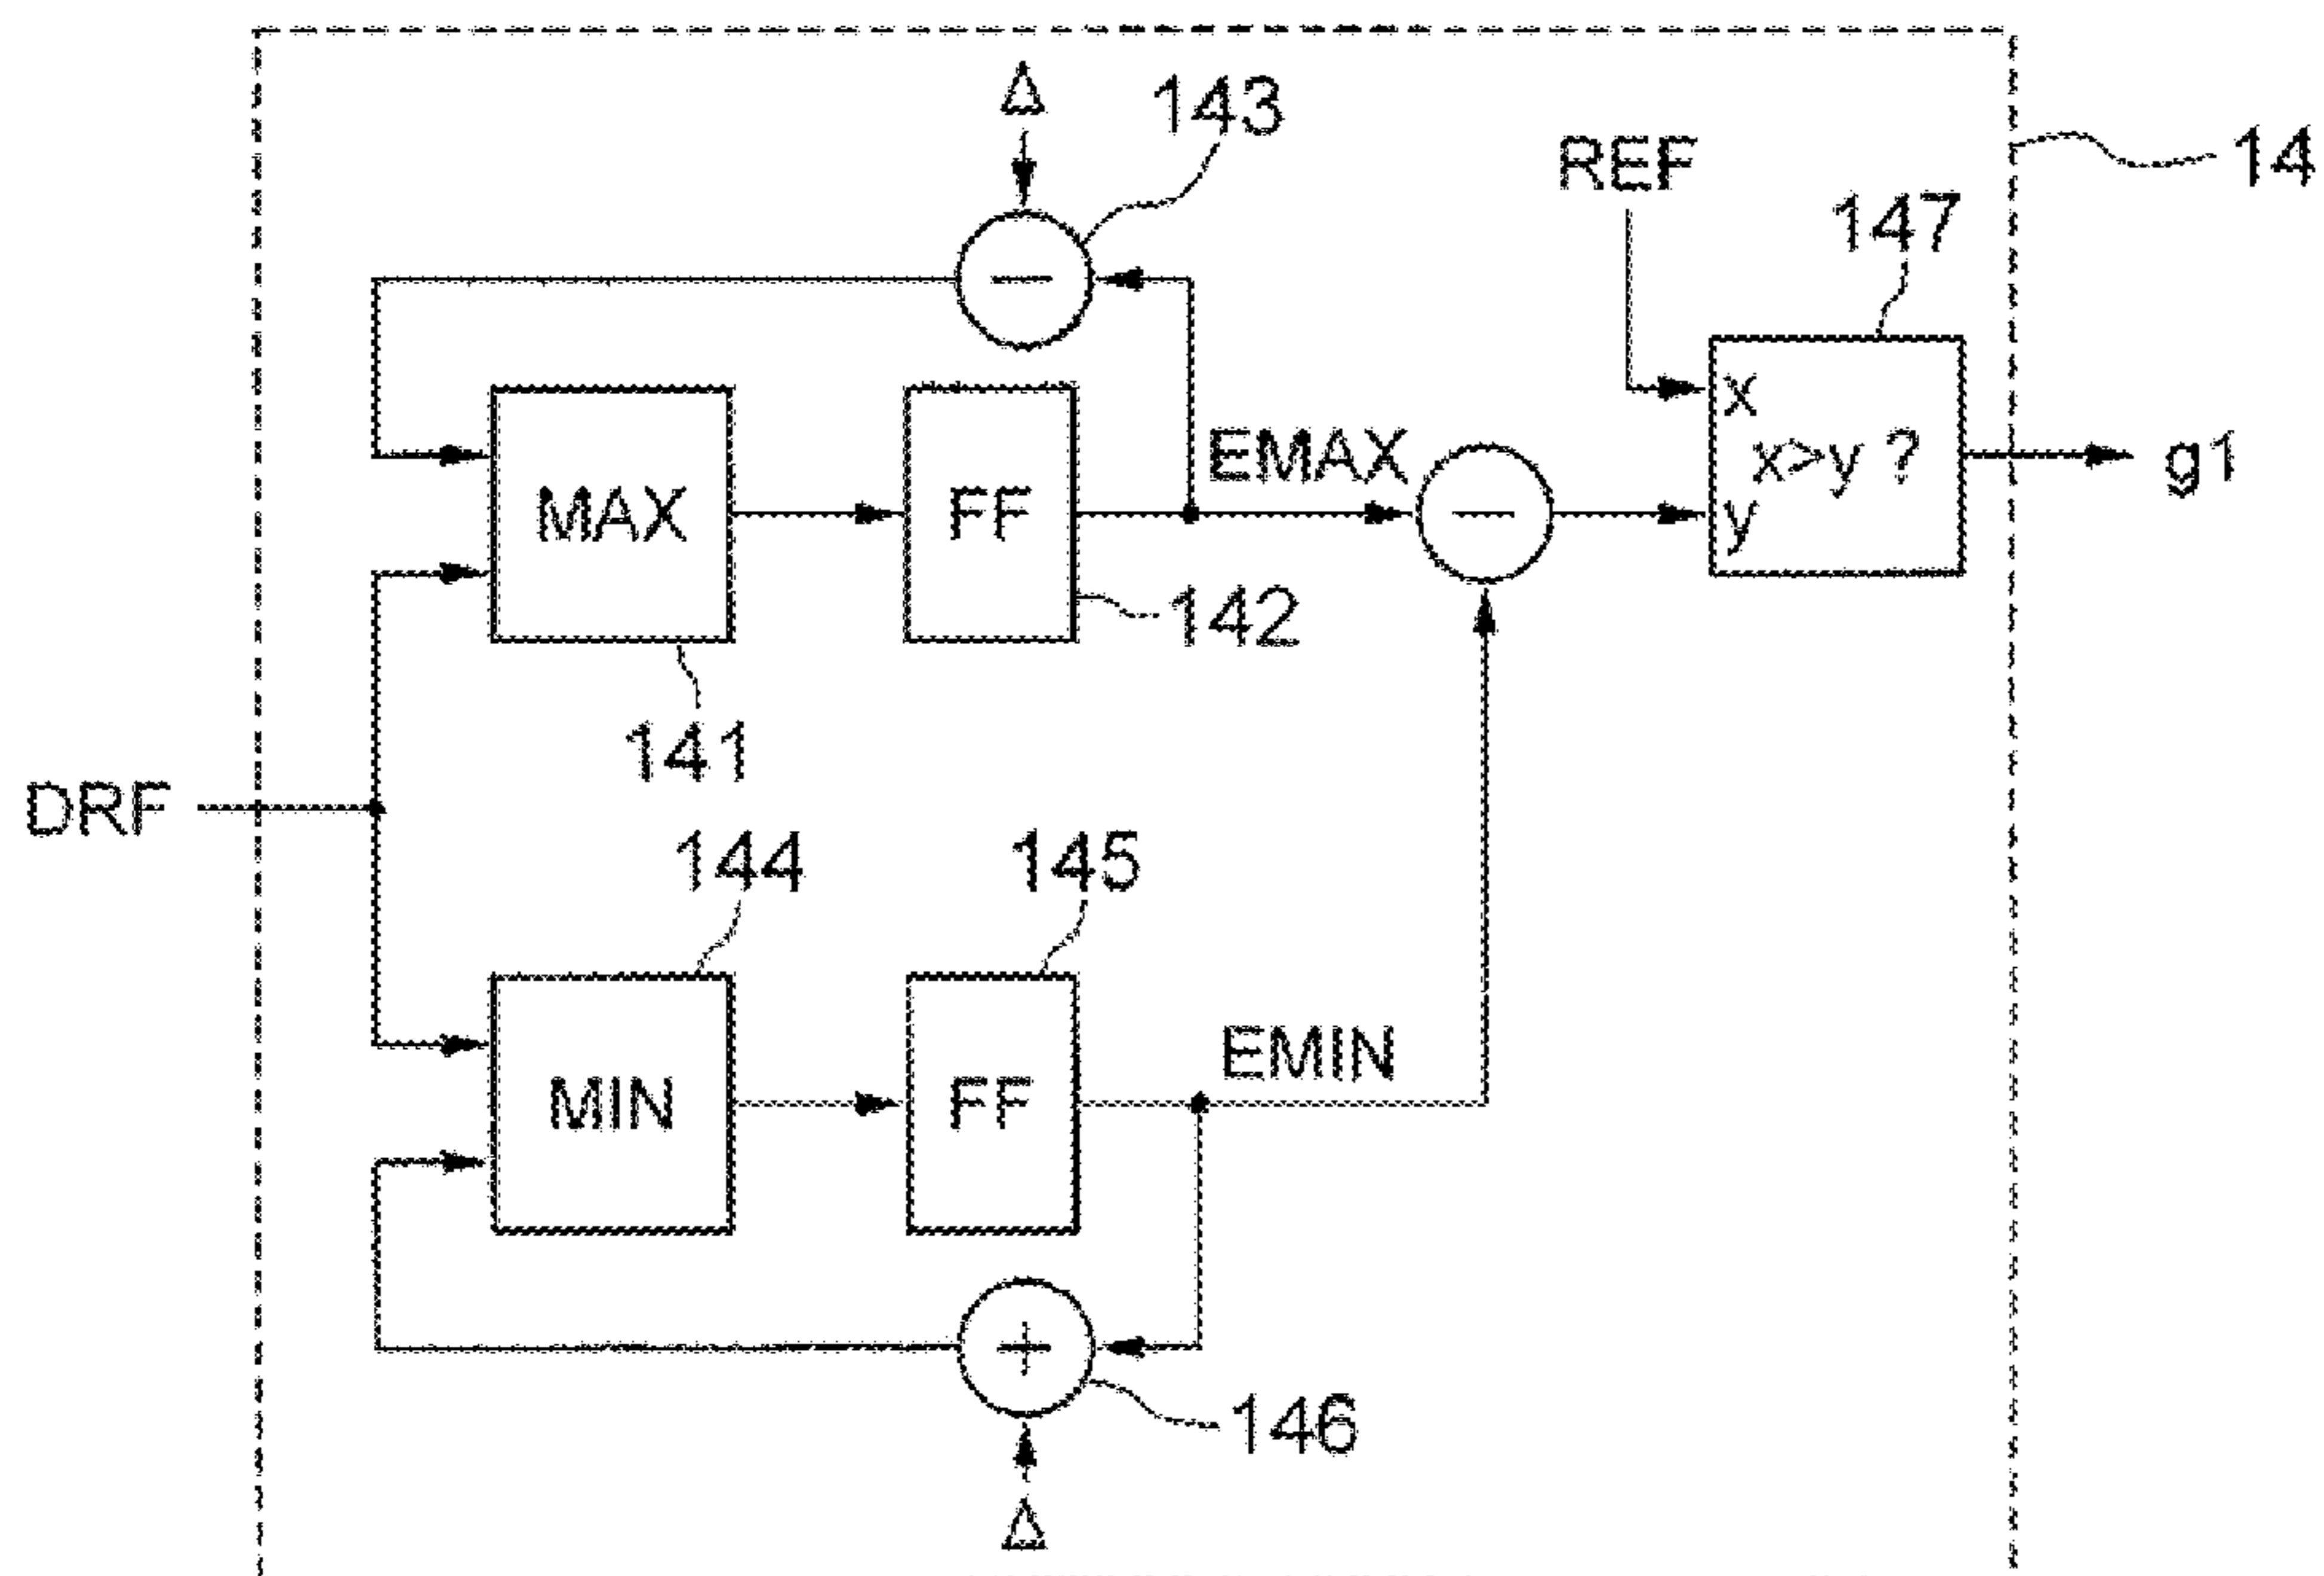 Δ
143
REF
14
147
x
x>y ?
y
g1
EMAX
MAX
FF
142
141
DRF
144
145
MIN
FF
EMIN
146
Δ